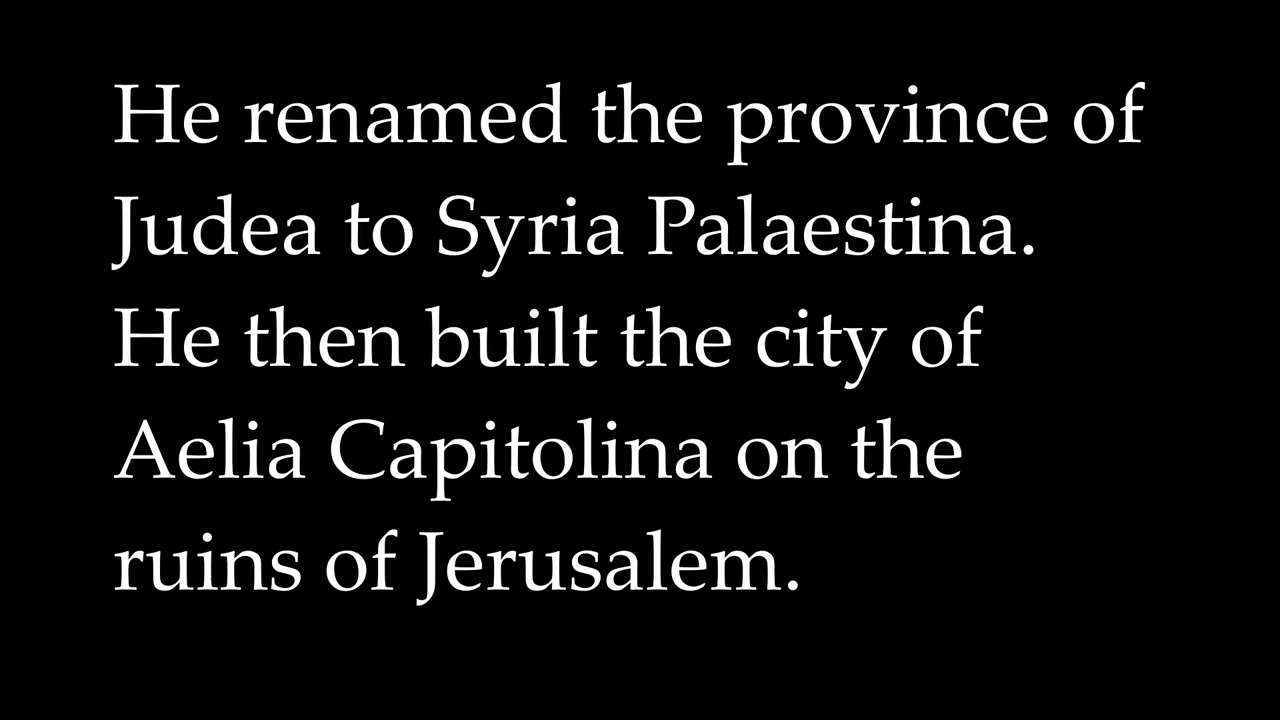 He renamed the province of
Judea to Syria Palaestina.
He then built the city of
Aelia Capitolina on the
ruins of Jerusalem.